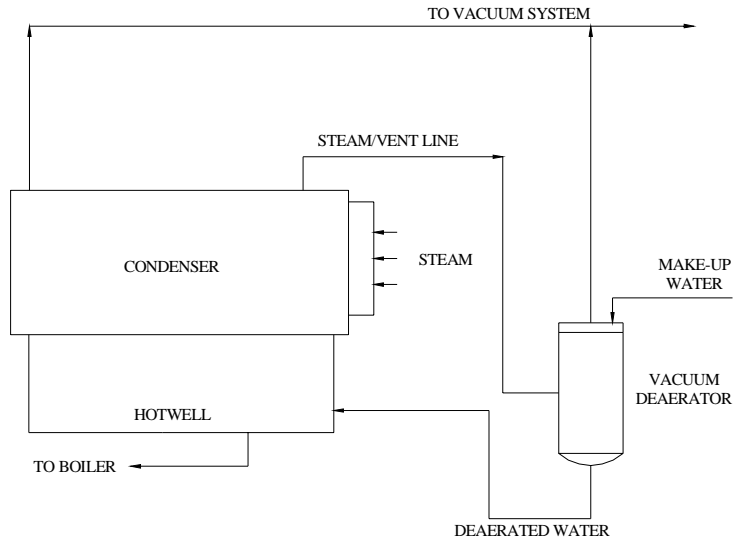 TO VACUUM SYSTEM
STEAM/VENT LINE
CONDENSER
STEAM
MAKE-UP
WATER
VACUUM
DEAERATOR
HOTWELL
TO BOILER
DEAERATED WATER